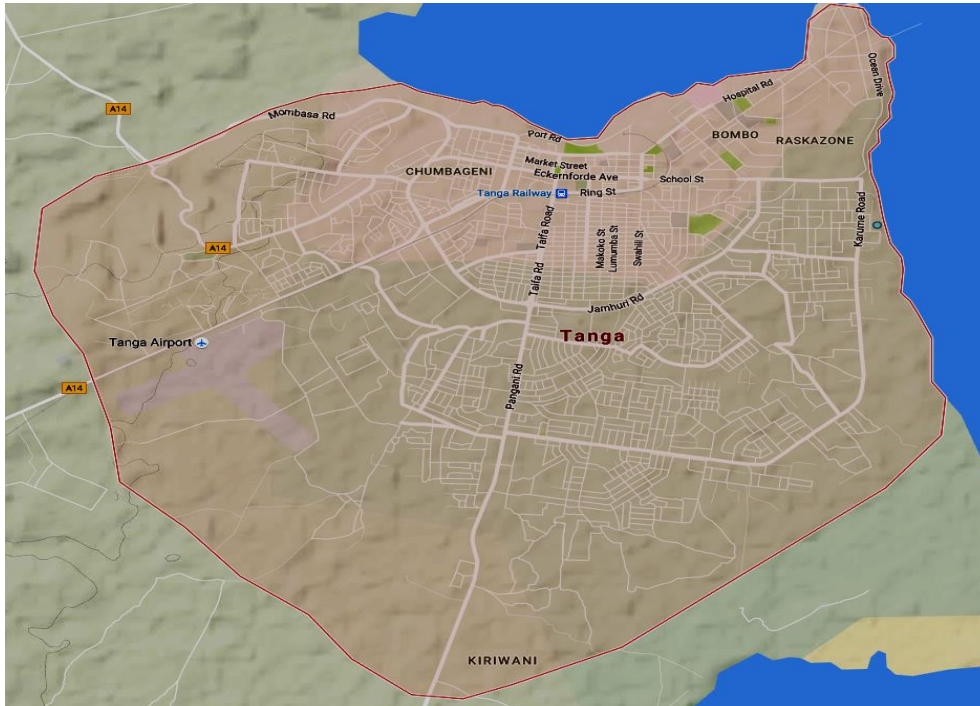 Ocean Drive
Hospital Rd
A14
Mombasa Rd
Port Rd
BOMBO
RASKAZONE
Market Street
CHUMBAGENI
Eckernforde Ave
School St
Tanga Railway
Ring St
Karume Road
Taifa Road
Makoko St
Lumumba St
Swahili St
A14
Taifa Rd
Jamhuri Rd
Tanga
Tanga Airport
A14
Pangani Rd
KIRIWANI